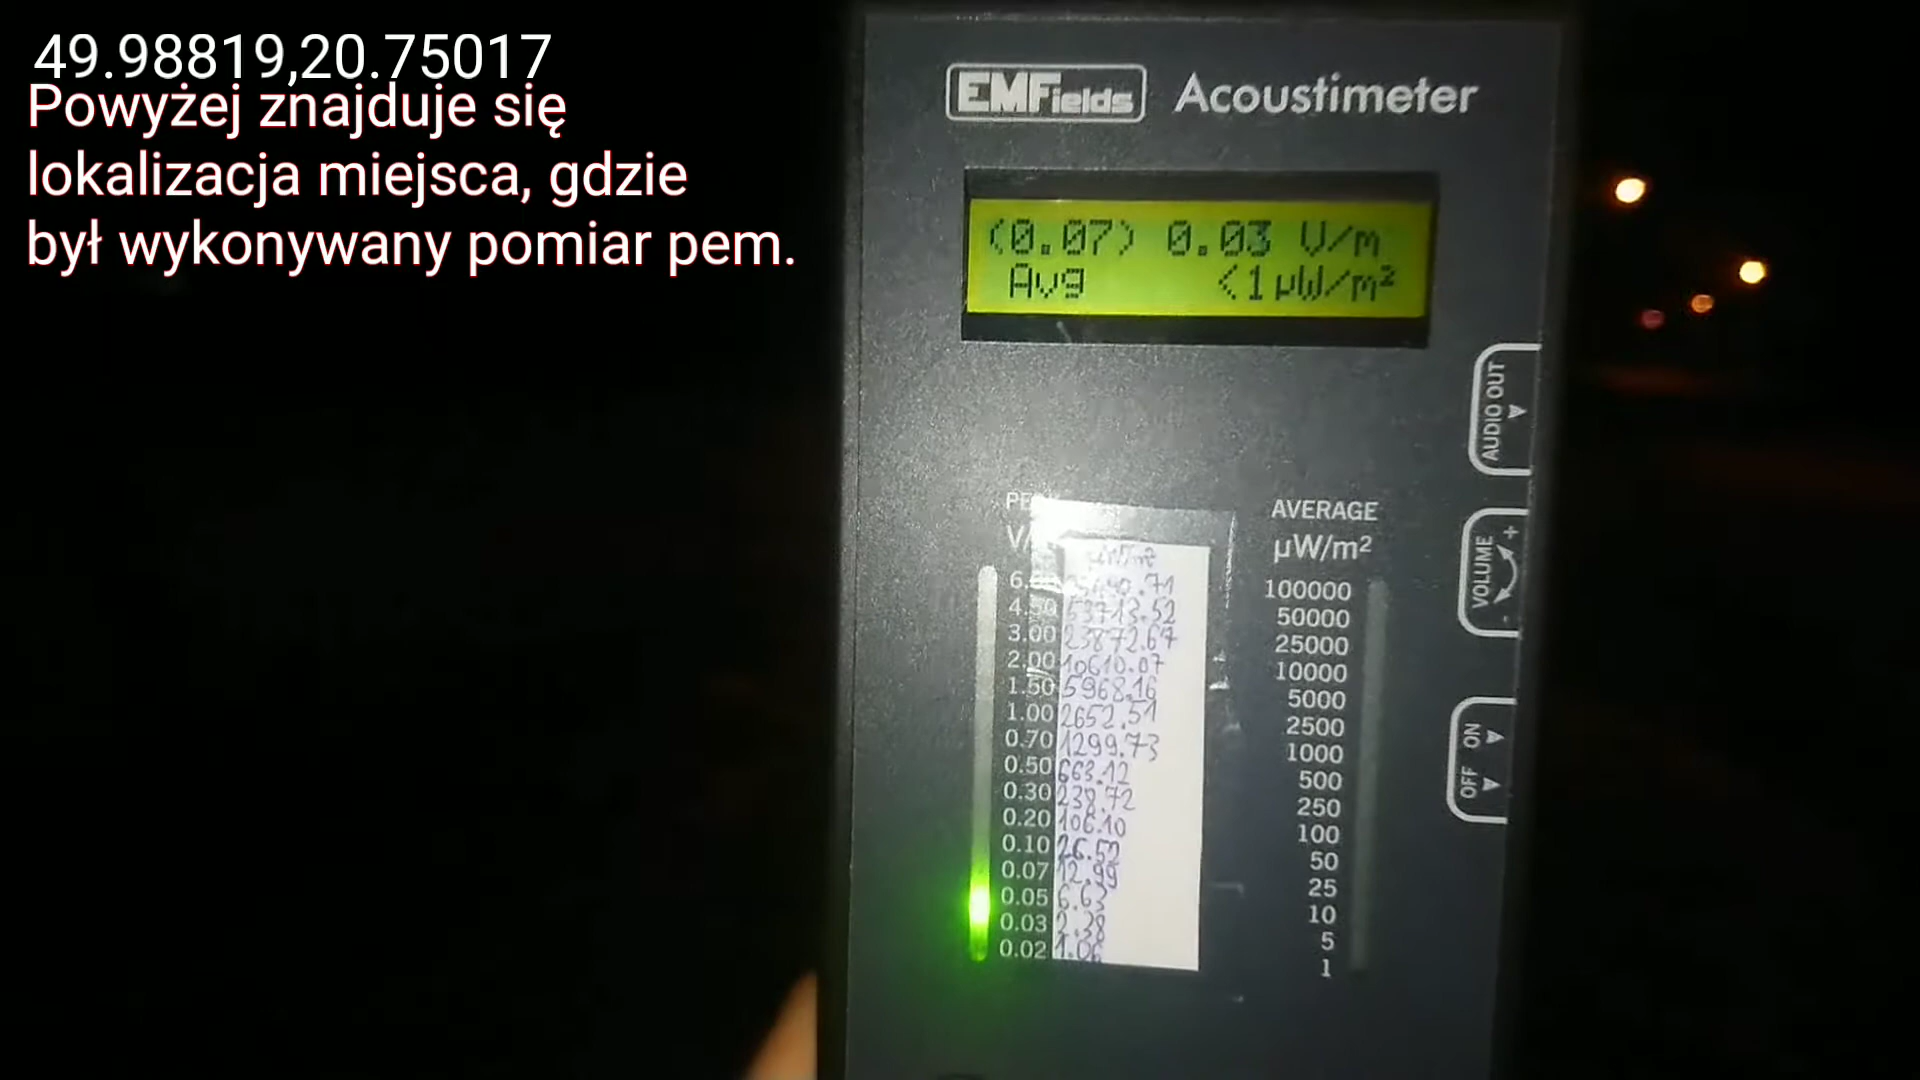 49.98819,20.75017
Powyżej znajduje się
lokalizacja miejsca, gdzie
był wykonywany pomiar pem.
EMFields Acoustimeter
(0.07) 0.03 V/m
Avg <1µW/m²
AUDIO OUT
VOLUME
+
-
ON
OFF
AVERAGE
µW/m²
4.50 53713.52
3.00 23872.67
2.00 10610.07
1.50 5968.16
1.00 2652.51
0.70 1299.73
0.50 663.12
0.30 238.72
0.20 106.10
0.10 26.52
0.07 12.99
0.05 6.63
0.03 2.38
0.02 1.06
100000
50000
25000
10000
5000
2500
1000
500
250
100
50
25
10
5
1